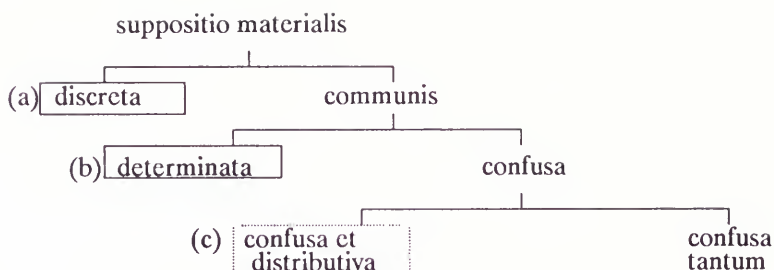 suppositio materialis
(a) discreta communis
(b) determinata confusa
(c) confusa et confusa
distributiva tantum